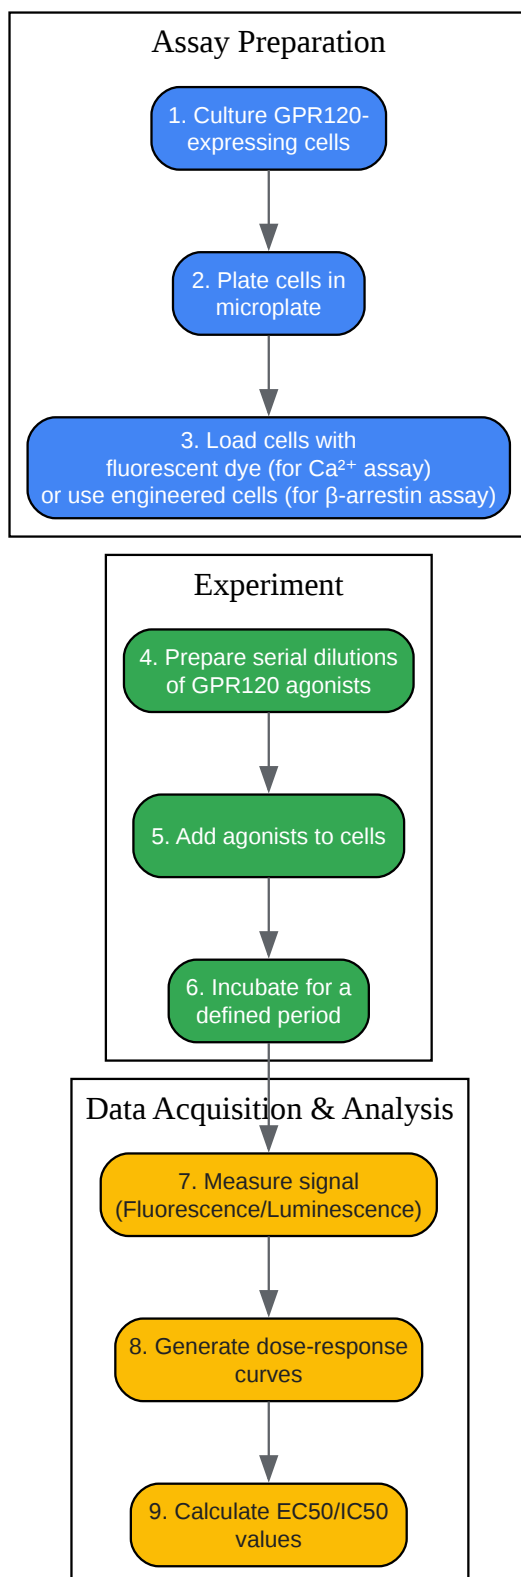 Assay Preparation
1. Culture GPR120-
expressing cells
2. Plate cells in
microplate
3. Load cells with
fluorescent dye (for Ca²⁺ assay)
or use engineered cells (for β-arrestin assay)
Experiment
4. Prepare serial dilutions
of GPR120 agonists
5. Add agonists to cells
6. Incubate for a
defined period
Data Acquisition & Analysis
7. Measure signal
(Fluorescence/Luminescence)
8. Generate dose-response
curves
9. Calculate EC50/IC50
values